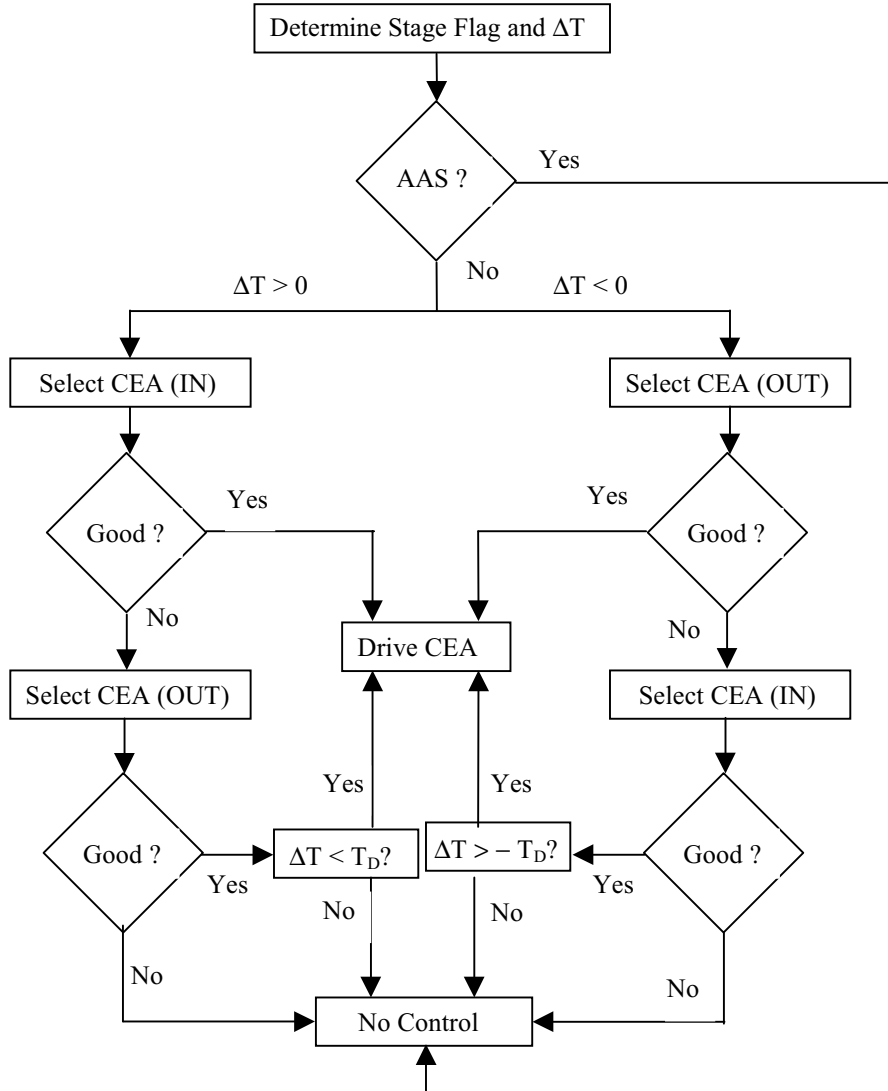 Determine Stage Flag and ΔT
Yes
AAS ?
No
ΔT > 0
ΔT < 0
Select CEA (IN)
Select CEA (OUT)
Yes
Yes
Good ?
Good ?
No
No
Drive CEA
Select CEA (OUT)
Select CEA (IN)
Yes
Yes
Good ?
ΔT < T_D?
ΔT > − T_D?
Good ?
Yes
Yes
No
No
No
No
No Control